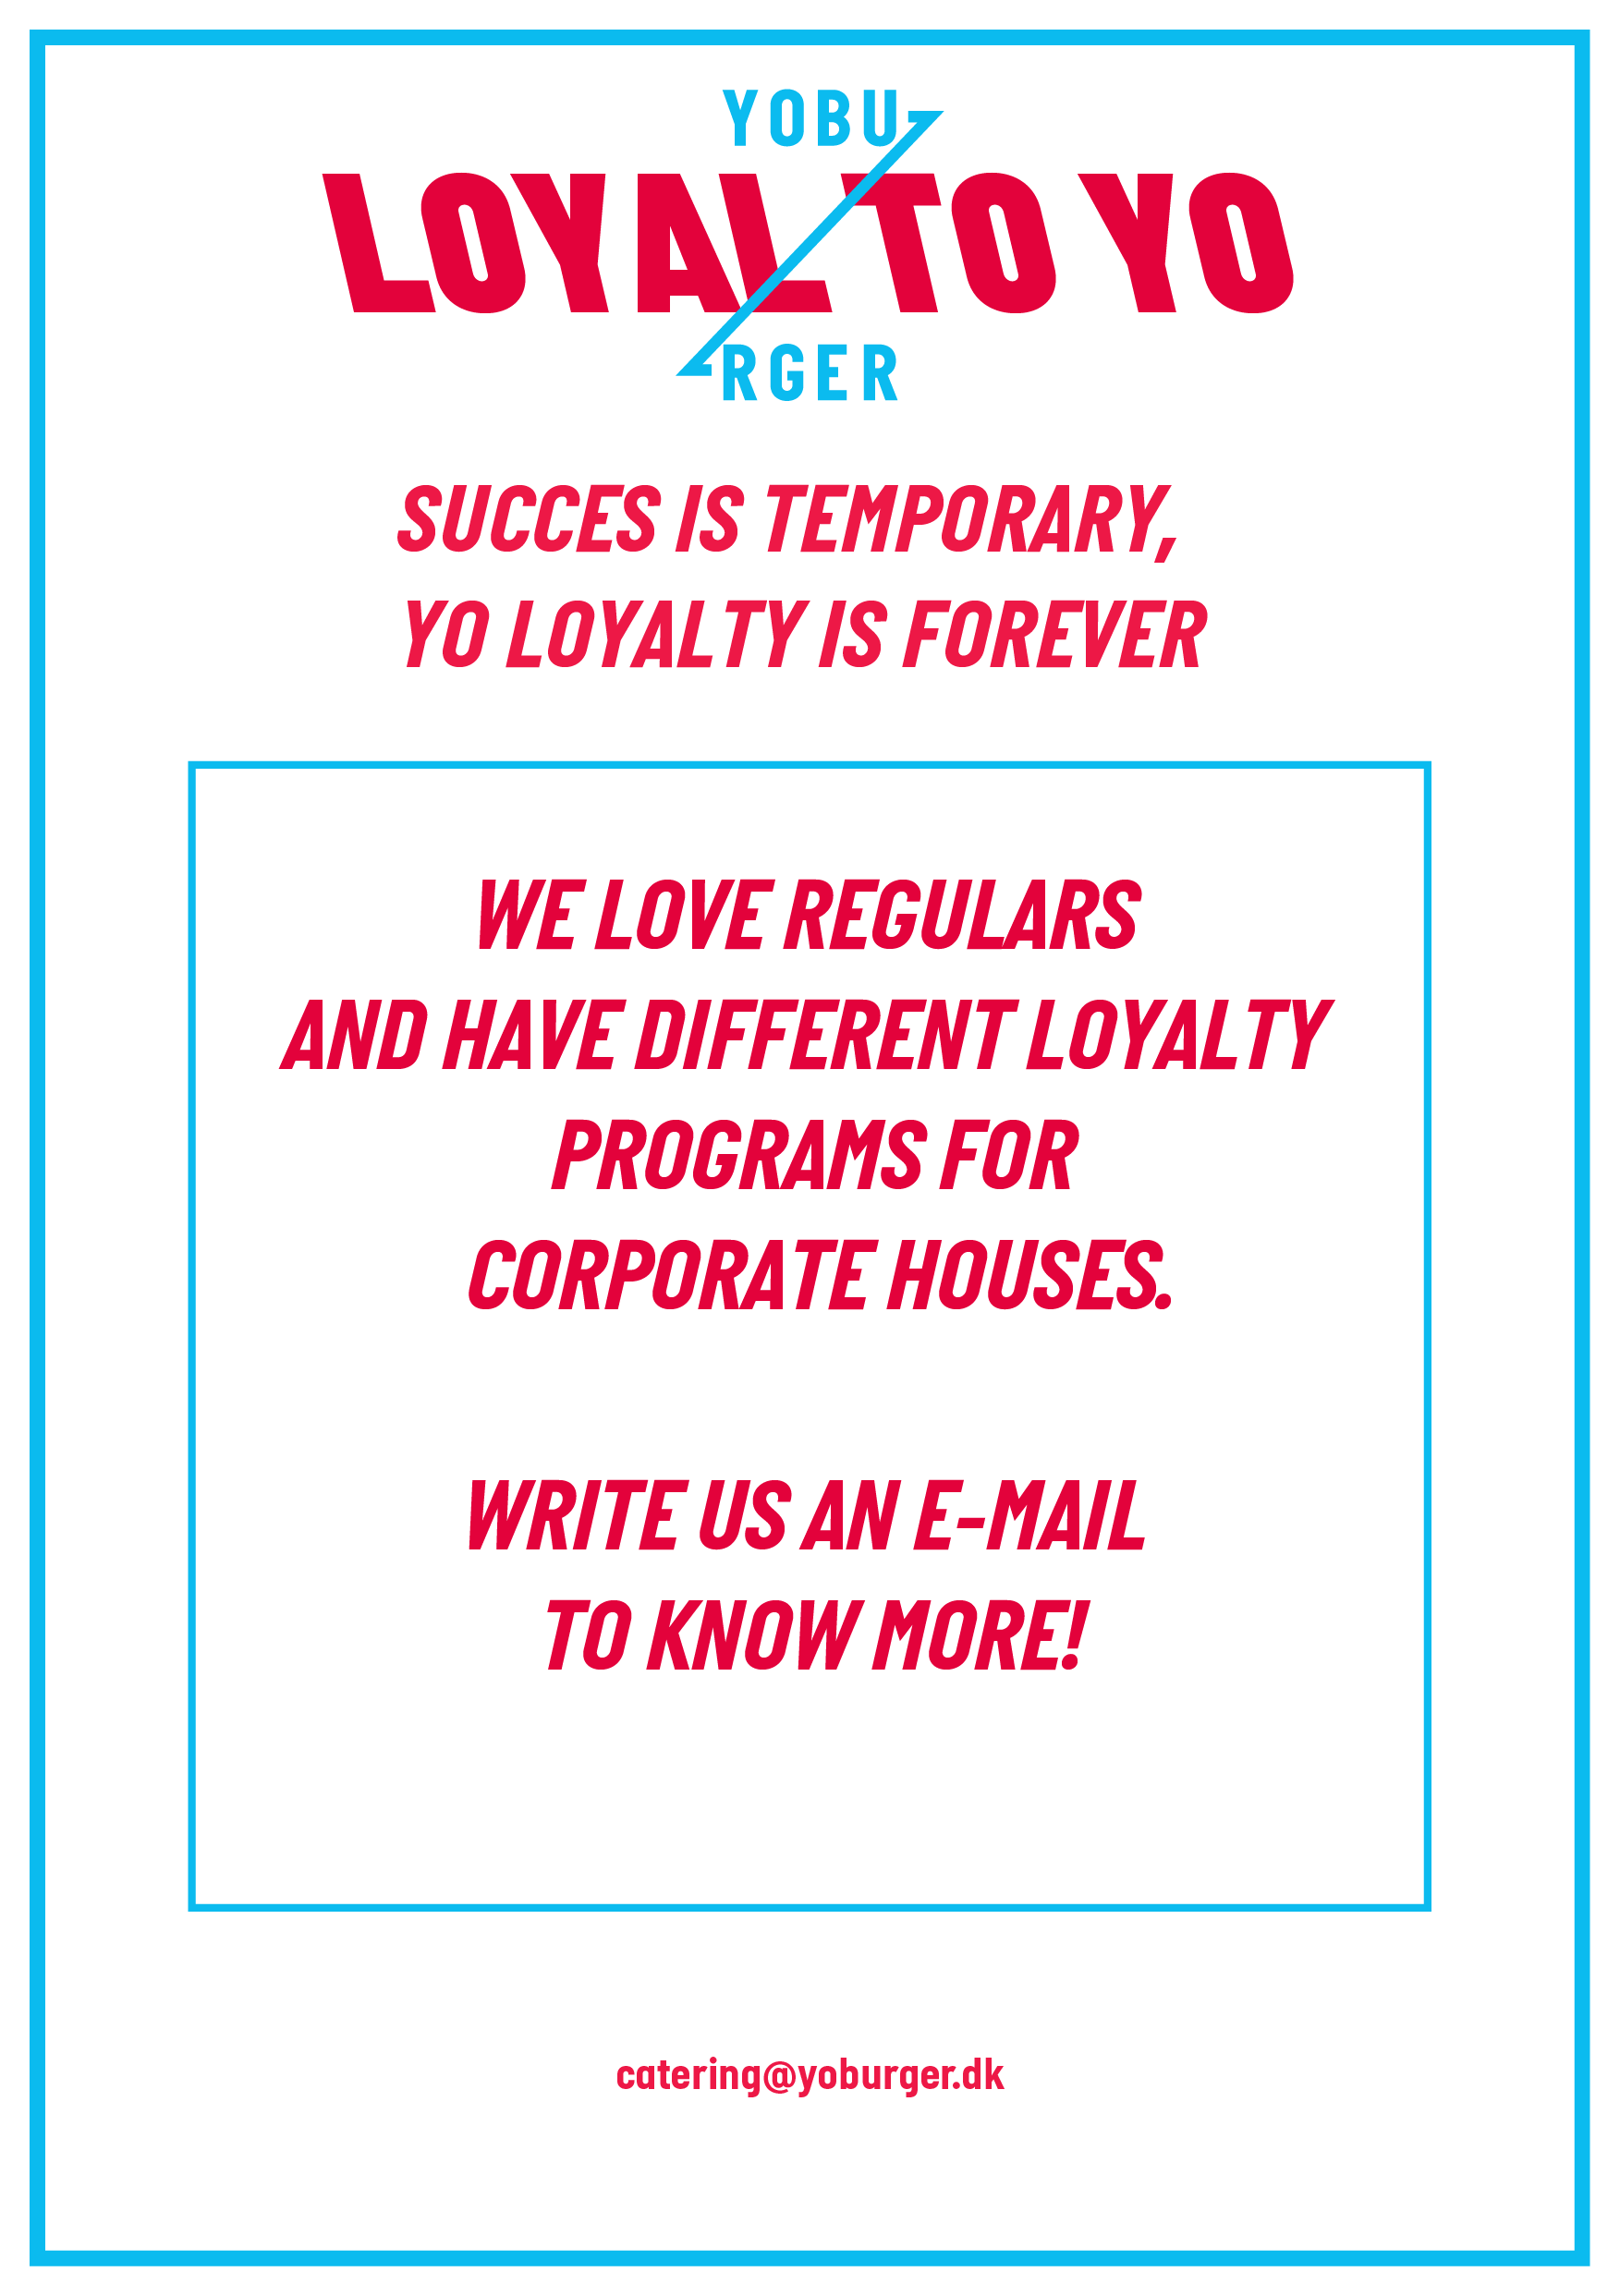 YOBU
LOYAL TO YO
RGER
SUCCES IS TEMPORARY,
YO LOYALTY IS FOREVER
WE LOVE REGULARS
AND HAVE DIFFERENT LOYALTY
PROGRAMS FOR
CORPORATE HOUSES.
WRITE US AN E-MAIL
TO KNOW MORE!
catering@yoburger.dk